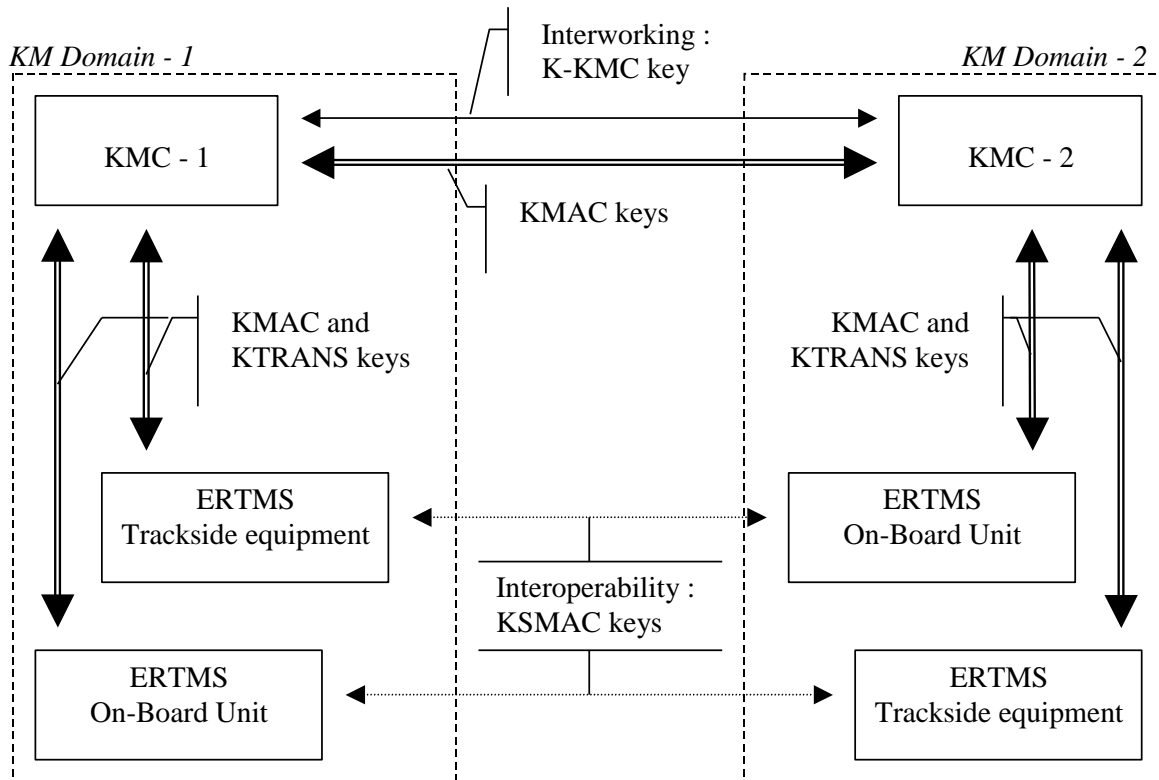 KM Domain - 1
Interworking :
K-KMC key
KM Domain - 2
KMC - 1
KMC - 2
KMAC keys
KMAC and
KTRANS keys
KMAC and
KTRANS keys
ERTMS
Trackside equipment
ERTMS
On-Board Unit
Interoperability :
KSMAC keys
ERTMS
On-Board Unit
ERTMS
Trackside equipment